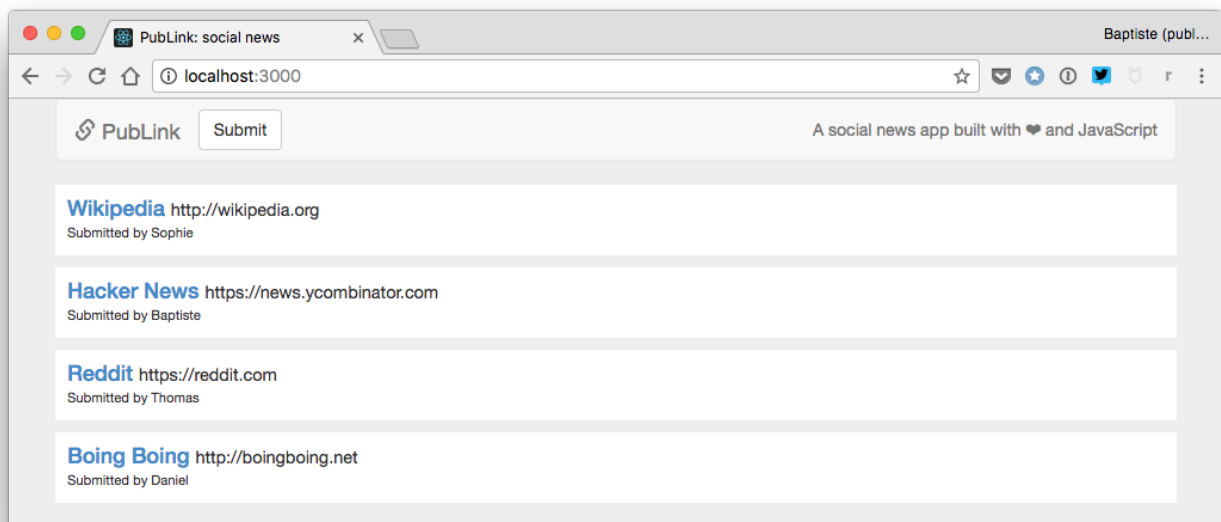 PubLink: social news
Baptiste (publ...
localhost:3000
r
PubLink Submit A social news app built with ❤ and JavaScript
Wikipedia http://wikipedia.org
Submitted by Sophie
Hacker News https://news.ycombinator.com
Submitted by Baptiste
Reddit https://reddit.com
Submitted by Thomas
Boing Boing http://boingboing.net
Submitted by Daniel